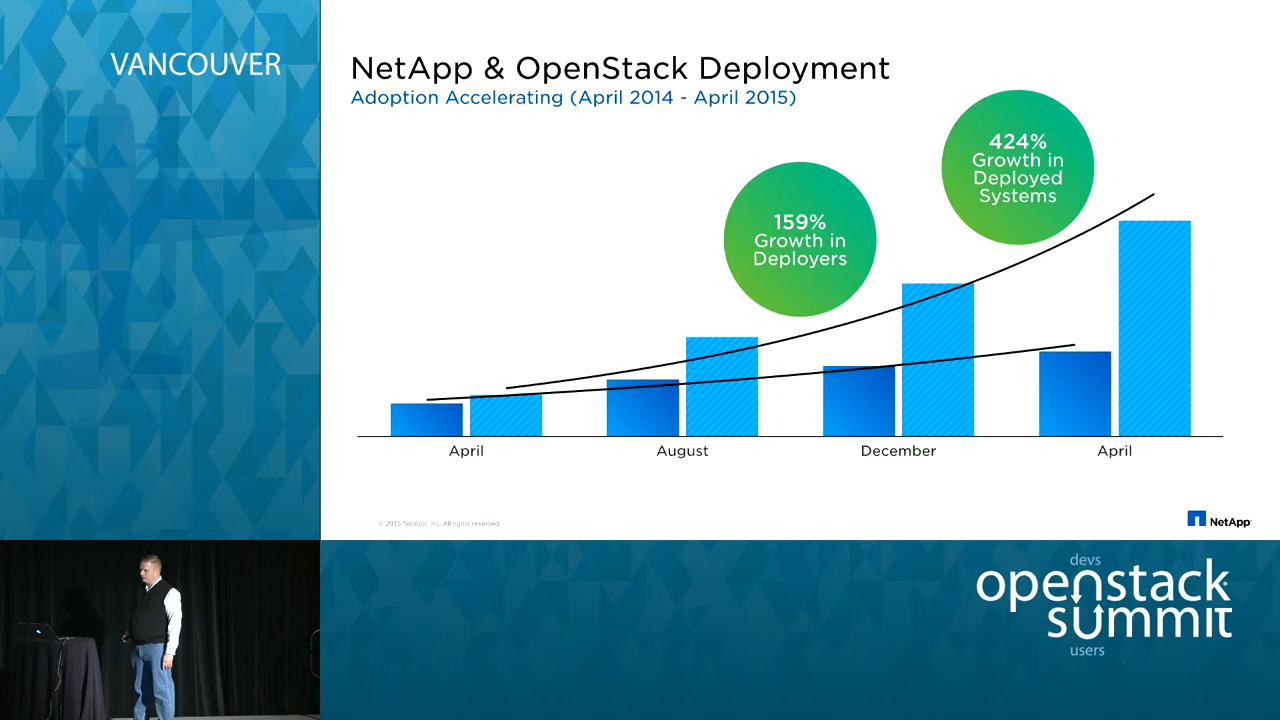 VANCOUVER
NetApp & OpenStack Deployment
Adoption Accelerating (April 2014 - April 2015)
424%
Growth in
Deployed
Systems
159%
Growth in
Deployers
April
August
December
April
© 2015 NetApp, Inc. All rights reserved
NetApp
devs
openstack
summit
users